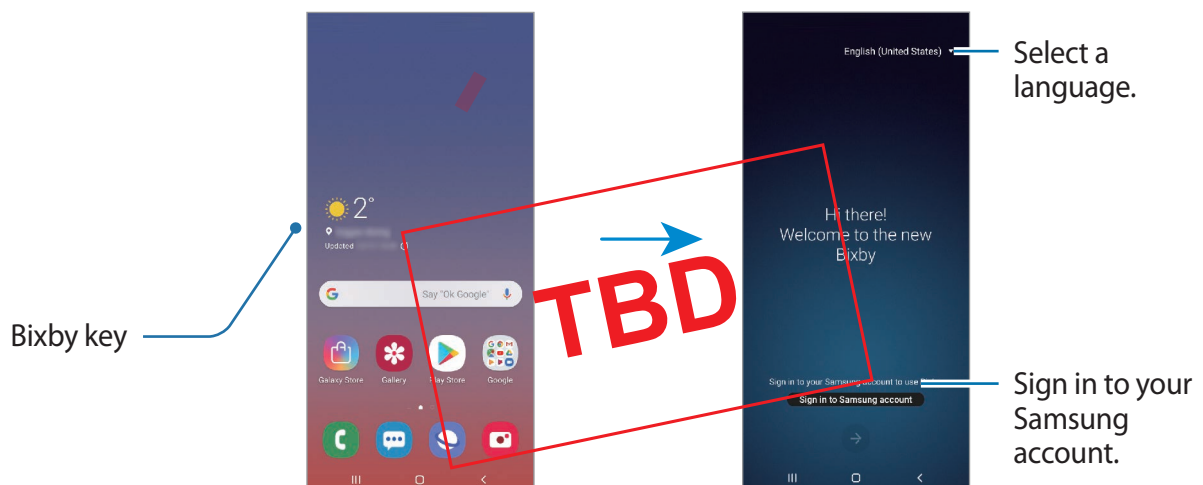 Bixby key
2°
Updated
Say "Ok Google"
Galaxy Store
Gallery
Play Store
Google
TBD
English (United States)
Hi there!
Welcome to the new
Bixby
Sign in to your Samsung account to use
Sign in to Samsung account
Select a
language.
Sign in to your
Samsung
account.